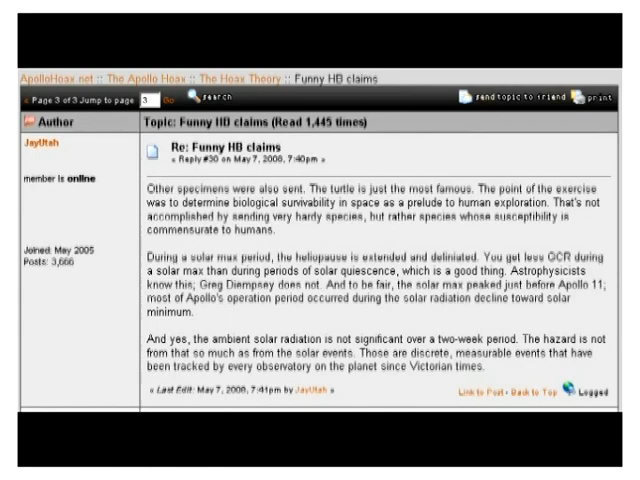 ApolloHoax.net :: The Apollo Hoax :: The Hoax Theory :: Funny HB claims
« Page 3 of 3 Jump to page 3 Go search send topic to friend print
Author Topic: Funny HB claims (Read 1,445 times)
JayUtah
member is online
Joined: May 2005
Posts: 3,666
Re: Funny HB claims
« Reply #30 on May 7, 2008, 7:40pm »
Other specimens were also sent. The turtle is just the most famous. The point of the exercise
was to determine biological survivability in space as a prelude to human exploration. That's not
accomplished by sending very hardy species, but rather species whose susceptibility is
commensurate to humans.
During a solar max period, the heliopause is extended and deliniated. You get less GCR during
a solar max than during periods of solar quiescence, which is a good thing. Astrophysicists
know this; Greg Diempsey does not. And to be fair, the solar max peaked just before Apollo 11;
most of Apollo's operation period occurred during the solar radiation decline toward solar
minimum.
And yes, the ambient solar radiation is not significant over a two-week period. The hazard is not
from that so much as from the solar events. Those are discrete, measurable events that have
been tracked by every observatory on the planet since Victorian times.
« Last Edit: May 7, 2008, 7:41pm by JayUtah » Link to Post - Back to Top Logged